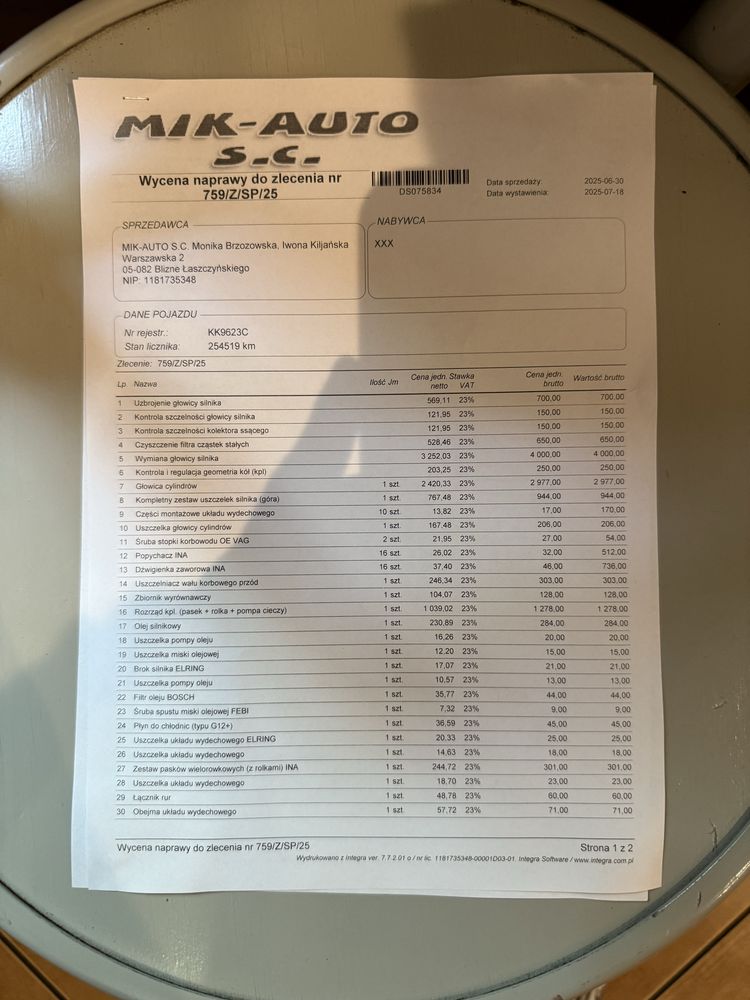 MIK-AUTO
S.C.
Wycena naprawy do zlecenia nr
759/Z/SP/25
DS075834
Data sprzedaży: 2025-06-30
Data wystawienia: 2025-07-18
SPRZEDAWCA
MIK-AUTO S.C. Monika Brzozowska, Iwona Kiljańska
Warszawska 2
05-082 Blizne Łaszczyńskiego
NIP: 1181735348
NABYWCA
XXX
DANE POJAZDU
Nr rejestr.: KK9623C
Stan licznika: 254519 km
Zlecenie: 759/Z/SP/25
Lp. Nazwa Ilość Jm Cena jedn. netto Stawka VAT Cena jedn. brutto Wartość brutto
1 Uzbrojenie głowicy silnika 569,11 23% 700,00 700,00
2 Kontrola szczelności głowicy silnika 121,95 23% 150,00 150,00
3 Kontrola szczelności kolektora ssącego 121,95 23% 150,00 150,00
4 Czyszczenie filtra cząstek stałych 528,46 23% 650,00 650,00
5 Wymiana głowicy silnika 3 252,03 23% 4 000,00 4 000,00
6 Kontrola i regulacja geometria kół (kpl) 203,25 23% 250,00 250,00
7 Głowica cylindrów 1 szt. 2 420,33 23% 2 977,00 2 977,00
8 Kompletny zestaw uszczelek silnika (góra) 1 szt. 767,48 23% 944,00 944,00
9 Części montażowe układu wydechowego 10 szt. 13,82 23% 17,00 170,00
10 Uszczelka głowicy cylindrów 1 szt. 167,48 23% 206,00 206,00
11 Śruba stopki korbowodu OE VAG 2 szt. 21,95 23% 27,00 54,00
12 Popychacz INA 16 szt. 26,02 23% 32,00 512,00
13 Dźwigienka zaworowa INA 16 szt. 37,40 23% 46,00 736,00
14 Uszczelniacz wału korbowego przód 1 szt. 246,34 23% 303,00 303,00
15 Zbiornik wyrównawczy 1 szt. 104,07 23% 128,00 128,00
16 Rozrząd kpl. (pasek + rolka + pompa cieczy) 1 szt. 1 039,02 23% 1 278,00 1 278,00
17 Olej silnikowy 1 szt. 230,89 23% 284,00 284,00
18 Uszczelka pompy oleju 1 szt. 16,26 23% 20,00 20,00
19 Uszczelka miski olejowej 1 szt. 12,20 23% 15,00 15,00
20 Brok silnika ELRING 1 szt. 17,07 23% 21,00 21,00
21 Uszczelka pompy oleju 1 szt. 10,57 23% 13,00 13,00
22 Filtr oleju BOSCH 1 szt. 35,77 23% 44,00 44,00
23 Śruba spustu miski olejowej FEBI 1 szt. 7,32 23% 9,00 9,00
24 Płyn do chłodnic (typu G12+) 1 szt. 36,59 23% 45,00 45,00
25 Uszczelka układu wydechowego ELRING 1 szt. 20,33 23% 25,00 25,00
26 Uszczelka układu wydechowego 1 szt. 14,63 23% 18,00 18,00
27 Zestaw pasków wielorowkowych (z rolkami) INA 1 szt. 244,72 23% 301,00 301,00
28 Uszczelka układu wydechowego 1 szt. 18,70 23% 23,00 23,00
29 Łącznik rur 1 szt. 48,78 23% 60,00 60,00
30 Obejma układu wydechowego 1 szt. 57,72 23% 71,00 71,00
Wycena naprawy do zlecenia nr 759/Z/SP/25 Strona 1 z 2
Wydrukowano z Integra ver. 7.7.2.01 o / nr lic. 1181735348-00001D03-01. Integra Software / www.integra.com.pl